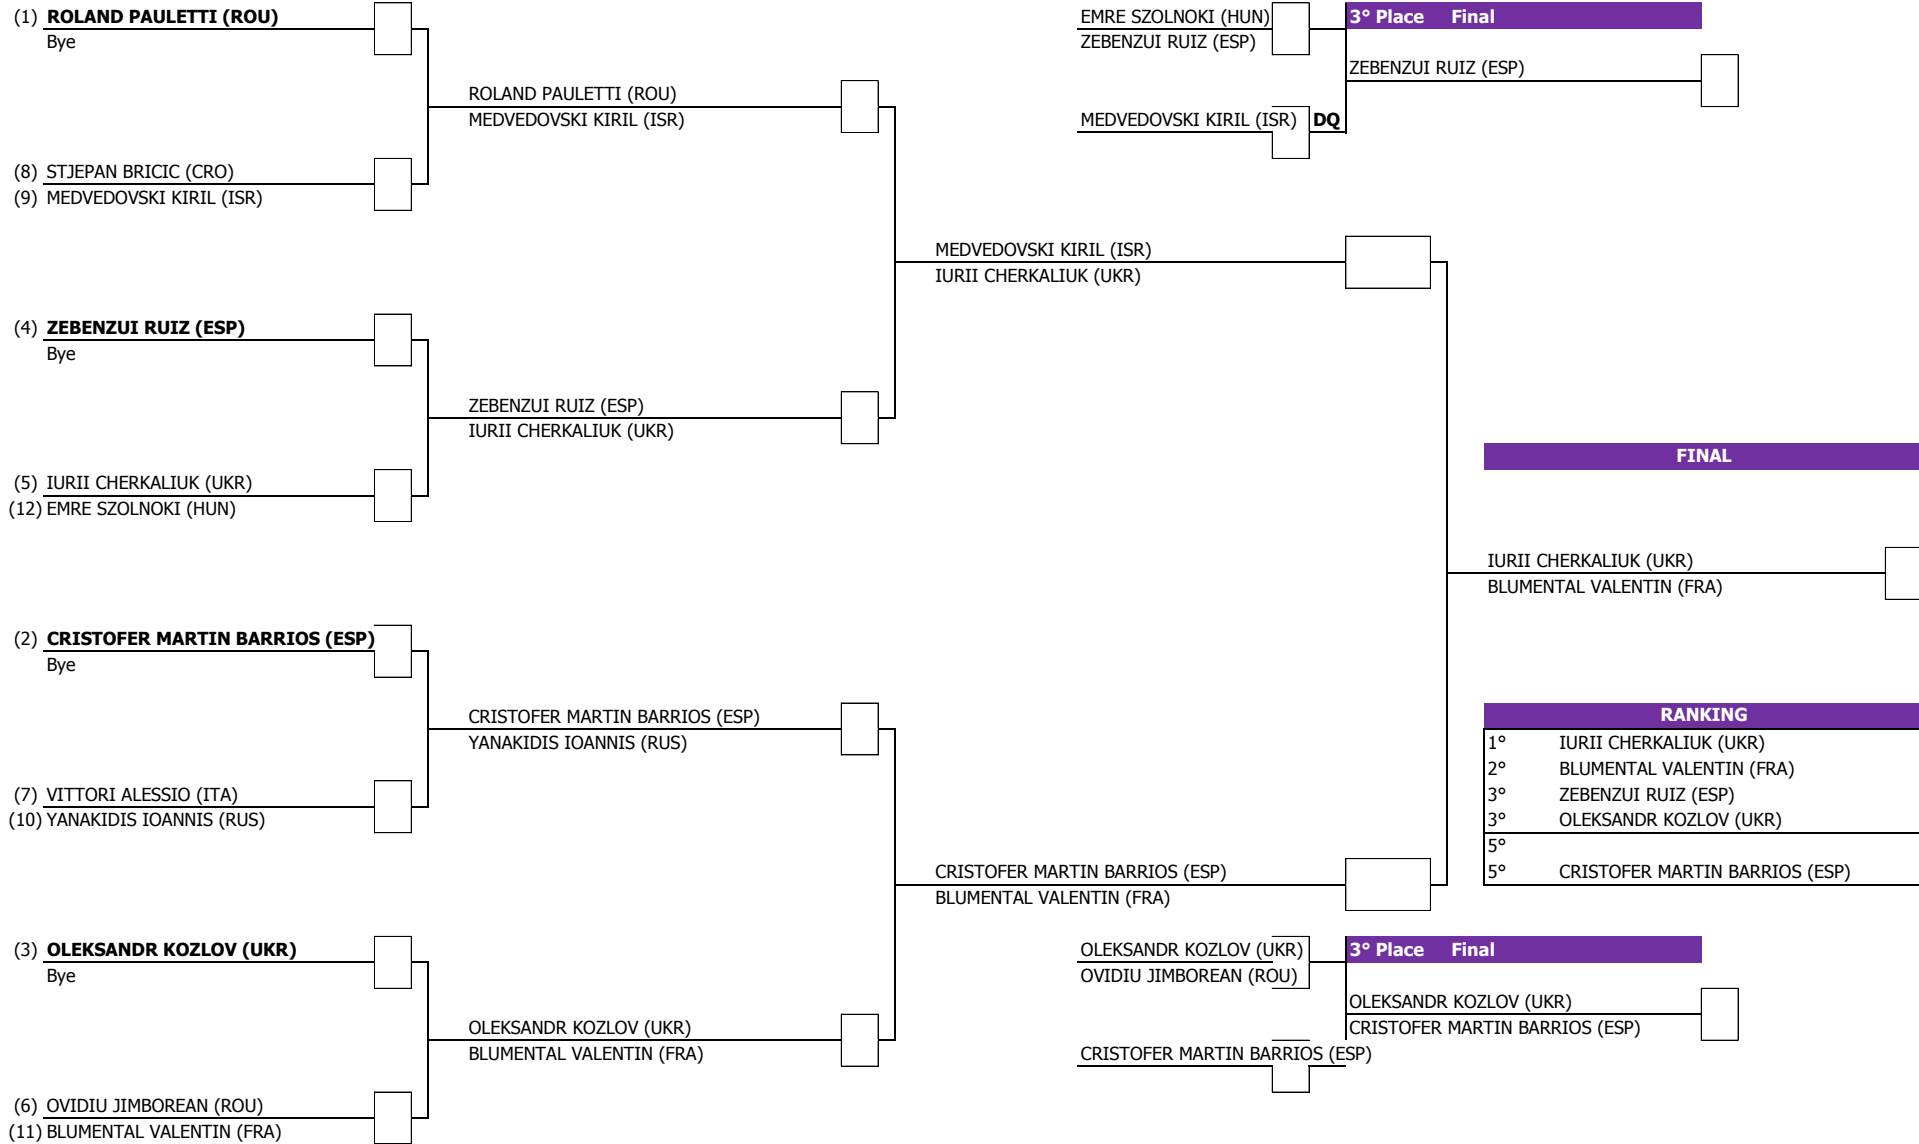 (1) ROLAND PAULETTI (ROU)
Bye
(8) STJEPAN BRICIC (CRO)
(9) MEDVEDOVSKI KIRIL (ISR)
(4) ZEBENZUI RUIZ (ESP)
Bye
(5) IURII CHERKALIUK (UKR)
(12) EMRE SZOLNOKI (HUN)
(2) CRISTOFER MARTIN BARRIOS (ESP)
Bye
(7) VITTORI ALESSIO (ITA)
(10) YANAKIDIS IOANNIS (RUS)
(3) OLEKSANDR KOZLOV (UKR)
Bye
(6) OVIDIU JIMBOREAN (ROU)
(11) BLUMENTAL VALENTIN (FRA)
ROLAND PAULETTI (ROU)
MEDVEDOVSKI KIRIL (ISR)
ZEBENZUI RUIZ (ESP)
IURII CHERKALIUK (UKR)
CRISTOFER MARTIN BARRIOS (ESP)
YANAKIDIS IOANNIS (RUS)
OLEKSANDR KOZLOV (UKR)
BLUMENTAL VALENTIN (FRA)
MEDVEDOVSKI KIRIL (ISR)
IURII CHERKALIUK (UKR)
CRISTOFER MARTIN BARRIOS (ESP)
BLUMENTAL VALENTIN (FRA)
EMRE SZOLNOKI (HUN)
ZEBENZUI RUIZ (ESP)
MEDVEDOVSKI KIRIL (ISR) DQ
3° Place Final
ZEBENZUI RUIZ (ESP)
FINAL
IURII CHERKALIUK (UKR)
BLUMENTAL VALENTIN (FRA)
RANKING
1° IURII CHERKALIUK (UKR)
2° BLUMENTAL VALENTIN (FRA)
3° ZEBENZUI RUIZ (ESP)
3° OLEKSANDR KOZLOV (UKR)
5°
5° CRISTOFER MARTIN BARRIOS (ESP)
OLEKSANDR KOZLOV (UKR)
OVIDIU JIMBOREAN (ROU)
CRISTOFER MARTIN BARRIOS (ESP)
3° Place Final
OLEKSANDR KOZLOV (UKR)
CRISTOFER MARTIN BARRIOS (ESP)